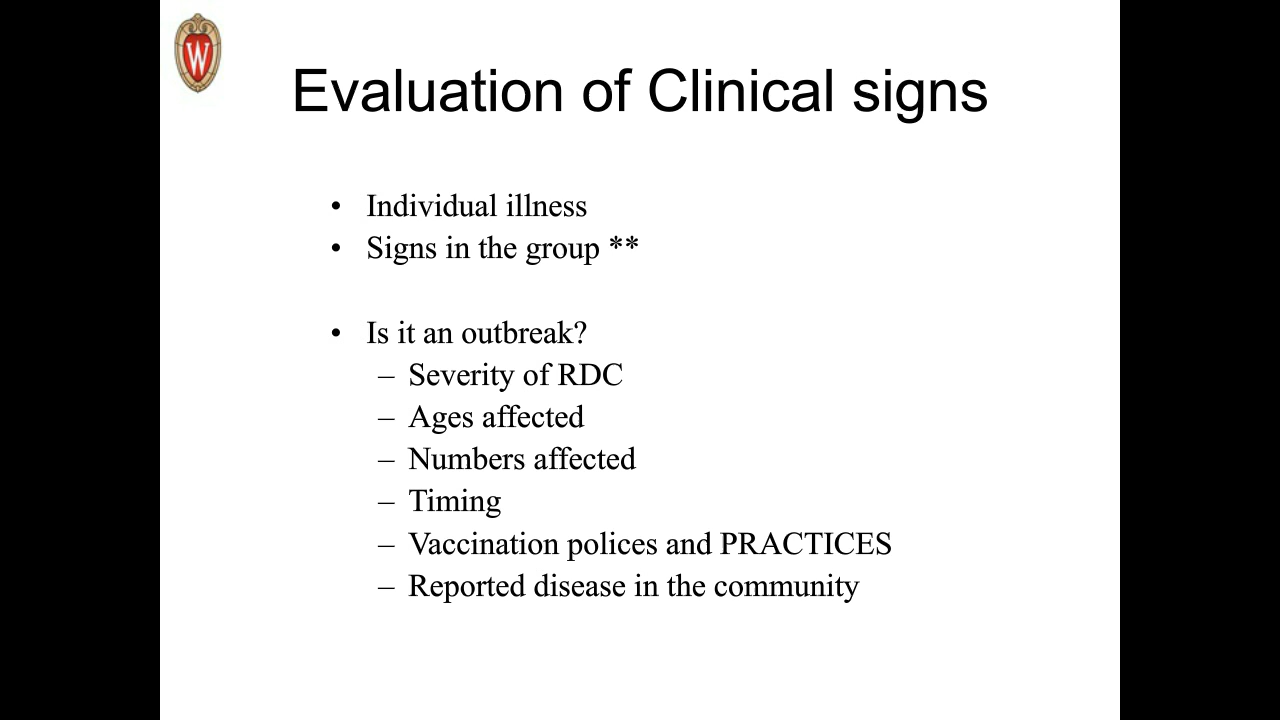 W
Evaluation of Clinical signs
• Individual illness
• Signs in the group **
• Is it an outbreak?
– Severity of RDC
– Ages affected
– Numbers affected
– Timing
– Vaccination polices and PRACTICES
– Reported disease in the community